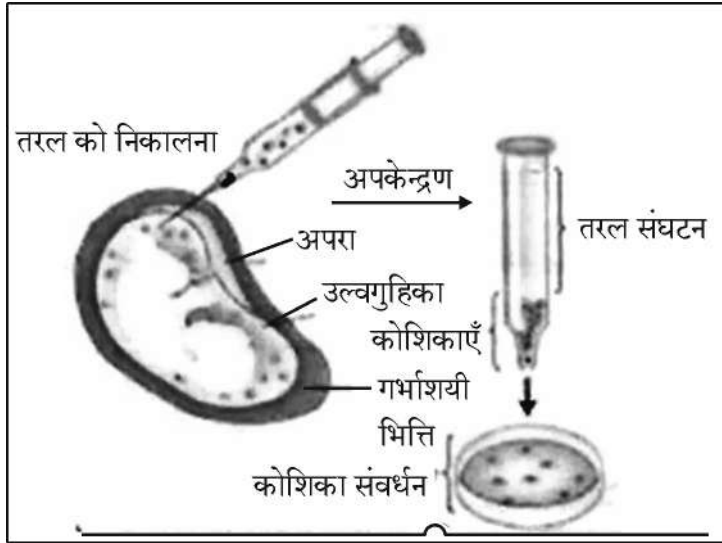 तरल को निकालना
अपकेन्द्रण
तरल संघटन
अपरा
उल्वगुहिका
कोशिकाएँ
गर्भाशयी
भित्ति
कोशिका संवर्धन